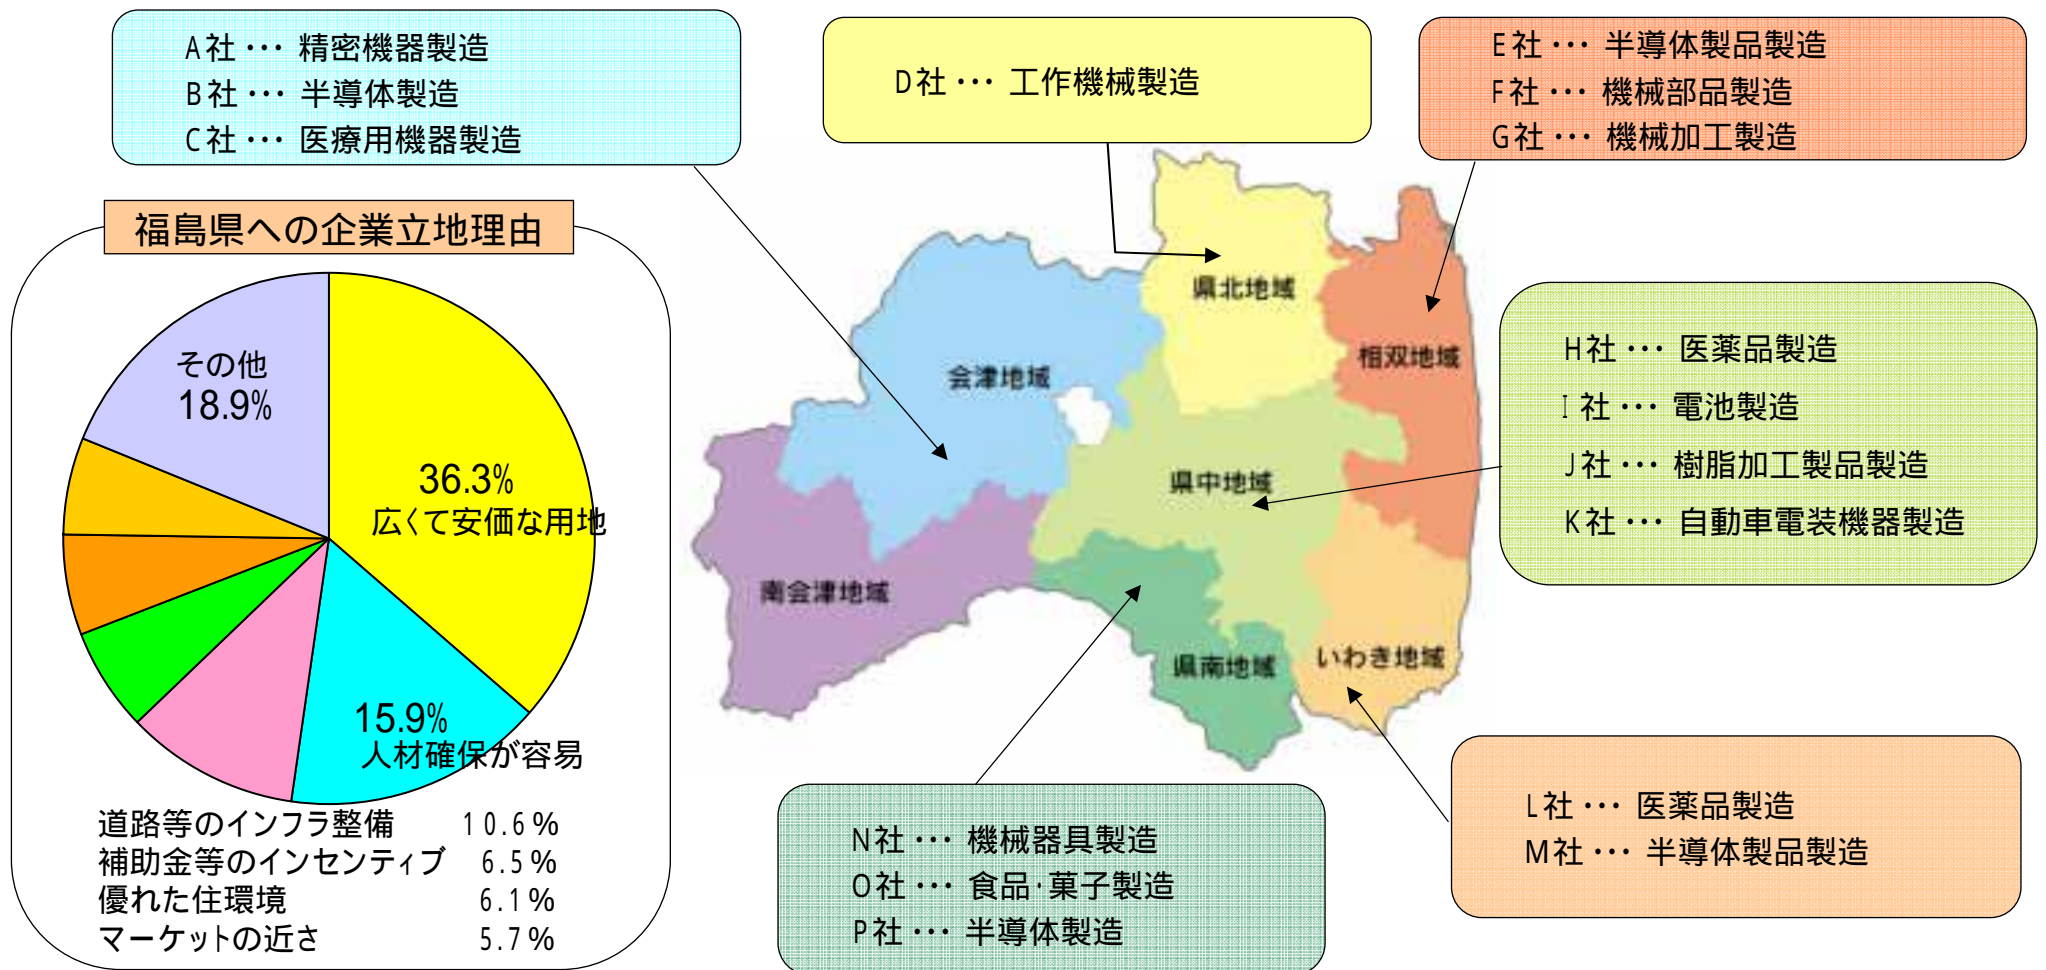 A社 ・・・ 精密機器製造
B社 ・・・ 半導体製造
C社 ・・・ 医療用機器製造
D社 ・・・ 工作機械製造
E社 ・・・ 半導体製品製造
F社 ・・・ 機械部品製造
G社 ・・・ 機械加工製造
福島県への企業立地理由
その他
18.9%
36.3%
広くて安価な用地
15.9%
人材確保が容易
道路等のインフラ整備 10.6%
補助金等のインセンティブ 6.5%
優れた住環境 6.1%
マーケットの近さ 5.7%
県北地域
相双地域
会津地域
県中地域
南会津地域
県南地域
いわき地域
H社 ・・・ 医薬品製造
I社 ・・・ 電池製造
J社 ・・・ 樹脂加工製品製造
K社 ・・・ 自動車電装機器製造
L社 ・・・ 医薬品製造
M社 ・・・ 半導体製品製造
N社 ・・・ 機械器具製造
O社 ・・・ 食品・菓子製造
P社 ・・・ 半導体製造